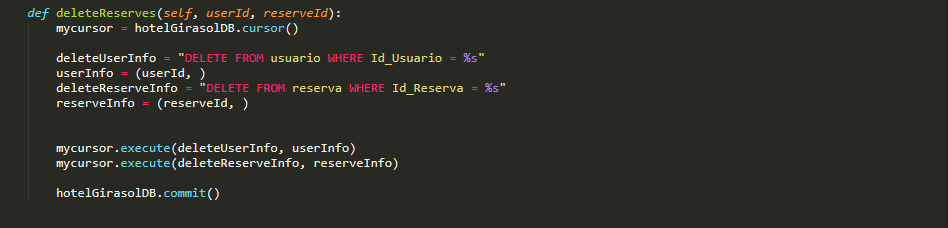 def deleteReserves(self, userId, reserveId):
mycursor = hotelGirasolDB.cursor()
deleteUserInfo = "DELETE FROM usuario WHERE Id_Usuario = %s"
userInfo = (userId, )
deleteReserveInfo = "DELETE FROM reserva WHERE Id_Reserva = %s"
reserveInfo = (reserveId, )
mycursor.execute(deleteUserInfo, userInfo)
mycursor.execute(deleteReserveInfo, reserveInfo)
hotelGirasolDB.commit()